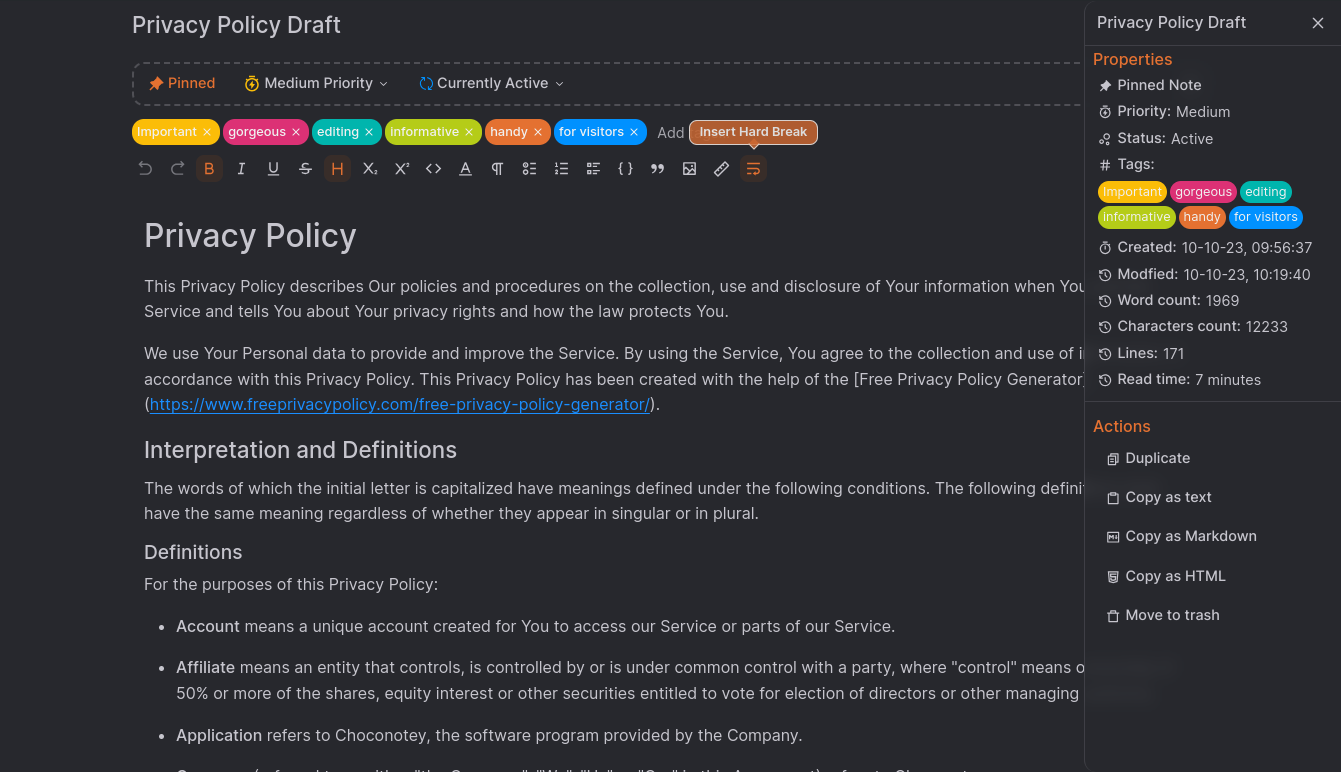 Privacy Policy Draft
Pinned Medium Priority Currently Active
Important × gorgeous × editing × informative × handy × for visitors × Add Insert Hard Break
Privacy Policy
This Privacy Policy describes Our policies and procedures on the collection, use and disclosure of Your information when You
Service and tells You about Your privacy rights and how the law protects You.
We use Your Personal data to provide and improve the Service. By using the Service, You agree to the collection and use of
accordance with this Privacy Policy. This Privacy Policy has been created with the help of the [Free Privacy Policy Generator]
(https://www.freeprivacypolicy.com/free-privacy-policy-generator/).
Interpretation and Definitions
The words of which the initial letter is capitalized have meanings defined under the following conditions. The following
have the same meaning regardless of whether they appear in singular or in plural.
Definitions
For the purposes of this Privacy Policy:
• Account means a unique account created for You to access our Service or parts of our Service.
• Affiliate means an entity that controls, is controlled by or is under common control with a party, where "control" means
50% or more of the shares, equity interest or other securities entitled to vote for election of directors or other managing
• Application refers to Choconotey, the software program provided by the Company.
Privacy Policy Draft
Properties
Pinned Note
Priority: Medium
Status: Active
Tags:
Important gorgeous editing
informative handy for visitors
Created: 10-10-23, 09:56:37
Modfied: 10-10-23, 10:19:40
Word count: 1969
Characters count: 12233
Lines: 171
Read time: 7 minutes
Actions
Duplicate
Copy as text
Copy as Markdown
Copy as HTML
Move to trash